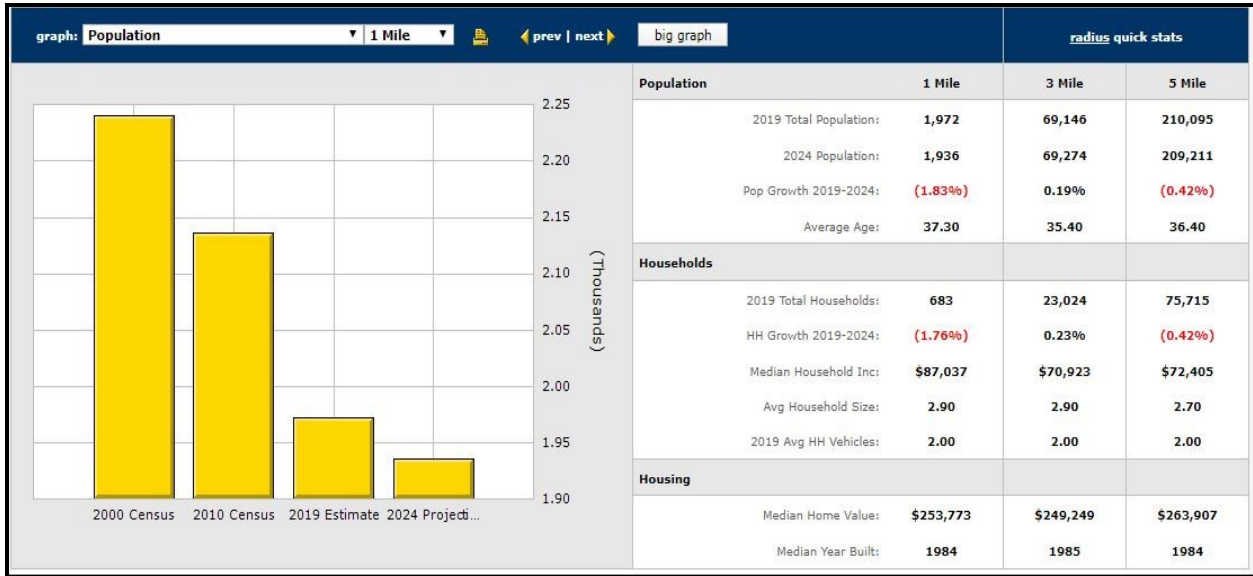 graph: Population 1 Mile prev | next big graph radius quick stats
2.25
2.20
2.15
2.10
2.05
2.00
1.95
1.90
(Thousands)
2000 Census 2010 Census 2019 Estimate 2024 Projecti...
Population 1 Mile 3 Mile 5 Mile
2019 Total Population: 1,972 69,146 210,095
2024 Population: 1,936 69,274 209,211
Pop Growth 2019-2024: (1.83%) 0.19% (0.42%)
Average Age: 37.30 35.40 36.40
Households
2019 Total Households: 683 23,024 75,715
HH Growth 2019-2024: (1.76%) 0.23% (0.42%)
Median Household Inc: $87,037 $70,923 $72,405
Avg Household Size: 2.90 2.90 2.70
2019 Avg HH Vehicles: 2.00 2.00 2.00
Housing
Median Home Value: $253,773 $249,249 $263,907
Median Year Built: 1984 1985 1984